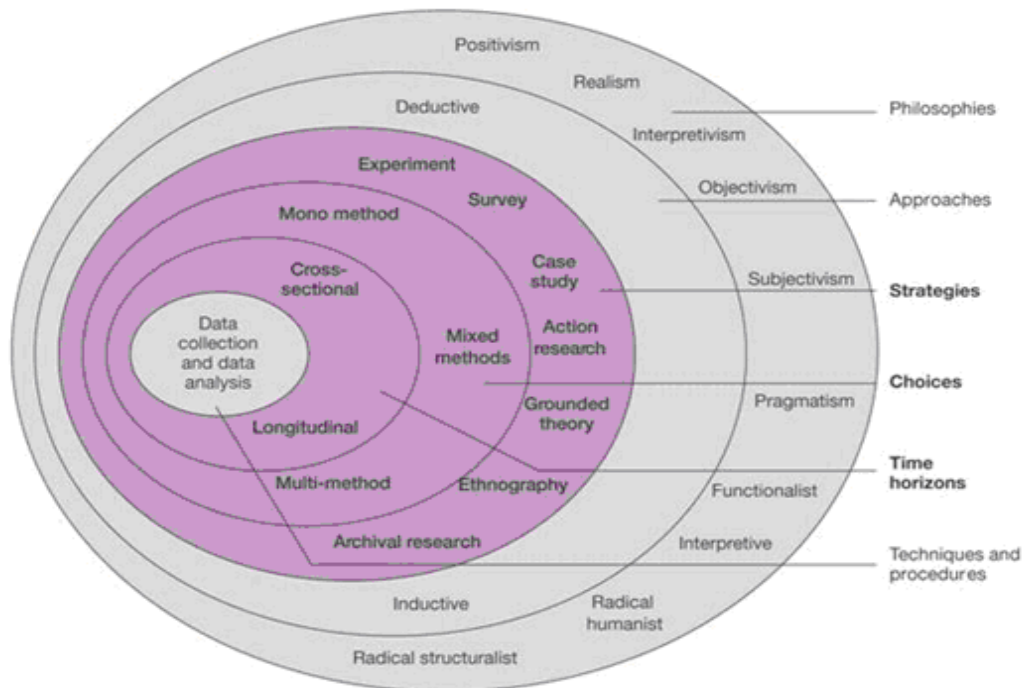 Positivism
Realism
Deductive
Philosophies
Interpretivism
Experiment
Objectivism
Survey
Approaches
Mono method
Case
study
Subjectivism
Strategies
Cross-
sectional
Data
collection
and data
analysis
Mixed
methods
Action
research
Choices
Grounded
theory
Pragmatism
Longitudinal
Time
horizons
Multi-method
Ethnography
Functionalist
Archival research
Interpretive
Techniques and
procedures
Inductive
Radical
humanist
Radical structuralist